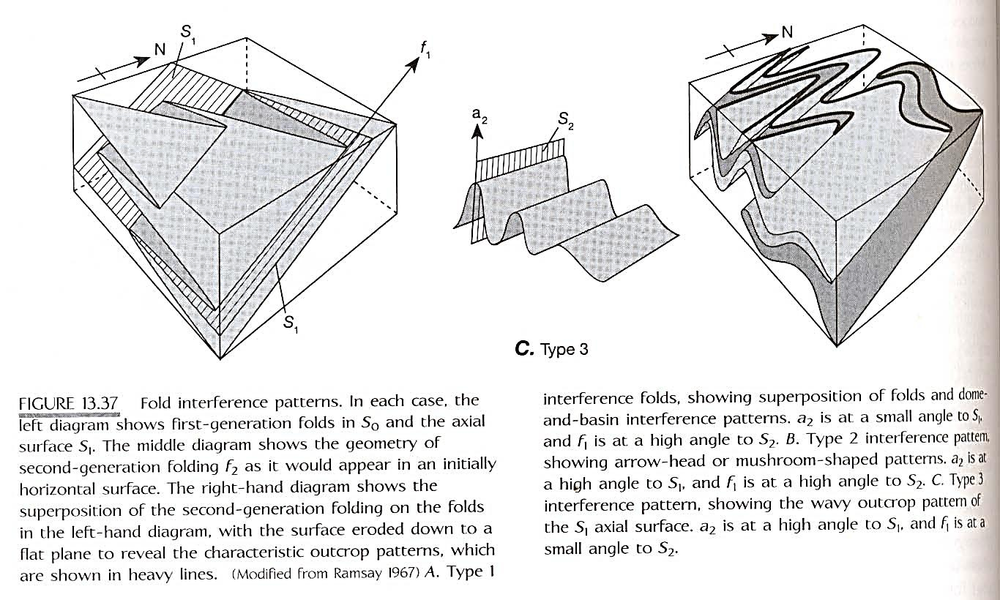 S1
N
f1
S1
a2
S2
N
C. Type 3
FIGURE 13.37 Fold interference patterns. In each case, the
left diagram shows first-generation folds in S0 and the axial
surface S1. The middle diagram shows the geometry of
second-generation folding f2 as it would appear in an initially
horizontal surface. The right-hand diagram shows the
superposition of the second-generation folding on the folds
in the left-hand diagram, with the surface eroded down to a
flat plane to reveal the characteristic outcrop patterns, which
are shown in heavy lines. (Modified from Ramsay 1967) A. Type 1
interference folds, showing superposition of folds and dome-
and-basin interference patterns. a2 is at a small angle to S1,
and f1 is at a high angle to S2. B. Type 2 interference pattern,
showing arrow-head or mushroom-shaped patterns. a2 is at
a high angle to S1, and f1 is at a high angle to S2. C. Type 3
interference pattern, showing the wavy outcrop pattern of
the S1 axial surface. a2 is at a high angle to S1, and f1 is at a
small angle to S2.